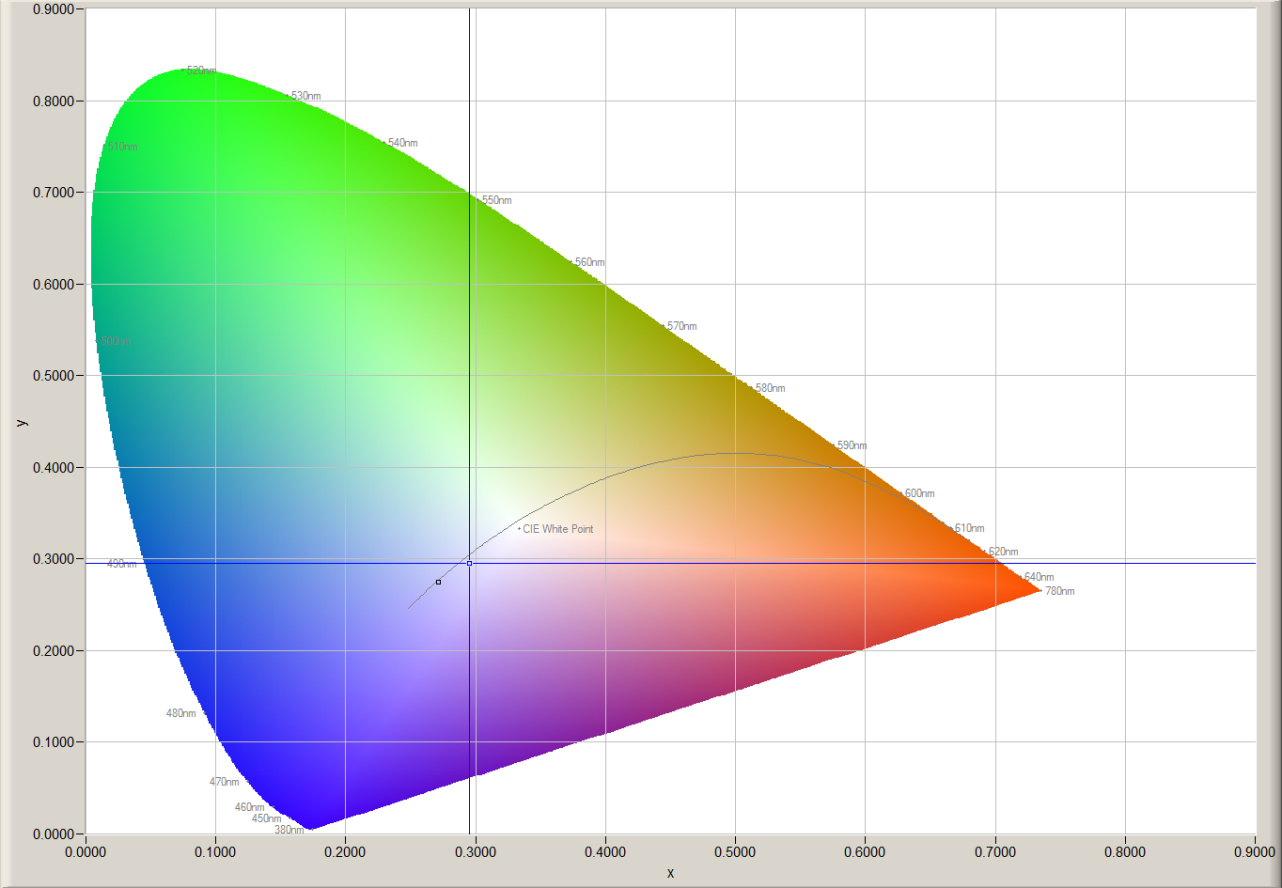 0.9000
520nm
530nm
0.8000
540nm
510nm
0.7000
550nm
560nm
0.6000
570nm
500nm
0.5000
580nm
y
590nm
0.4000
600nm
CIE White Point
610nm
620nm
0.3000
490nm
640nm
780nm
0.2000
480nm
0.1000
470nm
460nm
450nm
380nm
0.0000
0.0000 0.1000 0.2000 0.3000 0.4000 0.5000 0.6000 0.7000 0.8000 0.9000
x